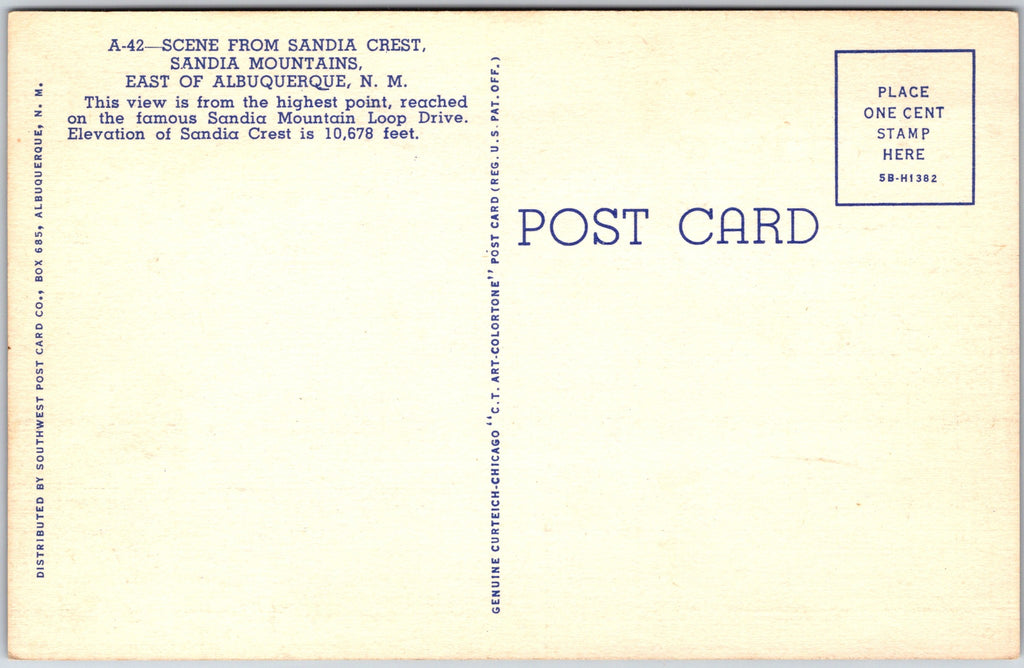 A-42—SCENE FROM SANDIA CREST,
SANDIA MOUNTAINS,
EAST OF ALBUQUERQUE, N. M.
This view is from the highest point, reached
on the famous Sandia Mountain Loop Drive.
Elevation of Sandia Crest is 10,678 feet.
DISTRIBUTED BY SOUTHWEST POST CARD CO., BOX 685, ALBUQUERQUE, N. M.
GENUINE CURTEICH-CHICAGO "C.T. ART-COLORTONE" POST CARD (REG. U.S. PAT. OFF.)
POST CARD
PLACE
ONE CENT
STAMP
HERE
5B-H1382